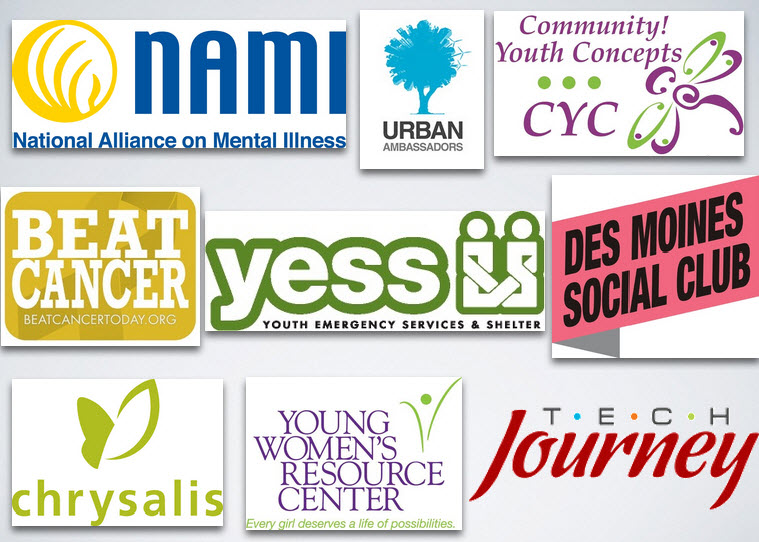 NAMI
National Alliance on Mental Illness
URBAN
AMBASSADORS
Community!
Youth Concepts
CYC
BEAT
CANCER
BEATCANCERTODAY.ORG
yess
YOUTH EMERGENCY SERVICES & SHELTER
DES MOINES
SOCIAL CLUB
chrysalis
YOUNG
WOMEN'S
RESOURCE
CENTER
Every girl deserves a life of possibilities.
T•E•C•H
Journey